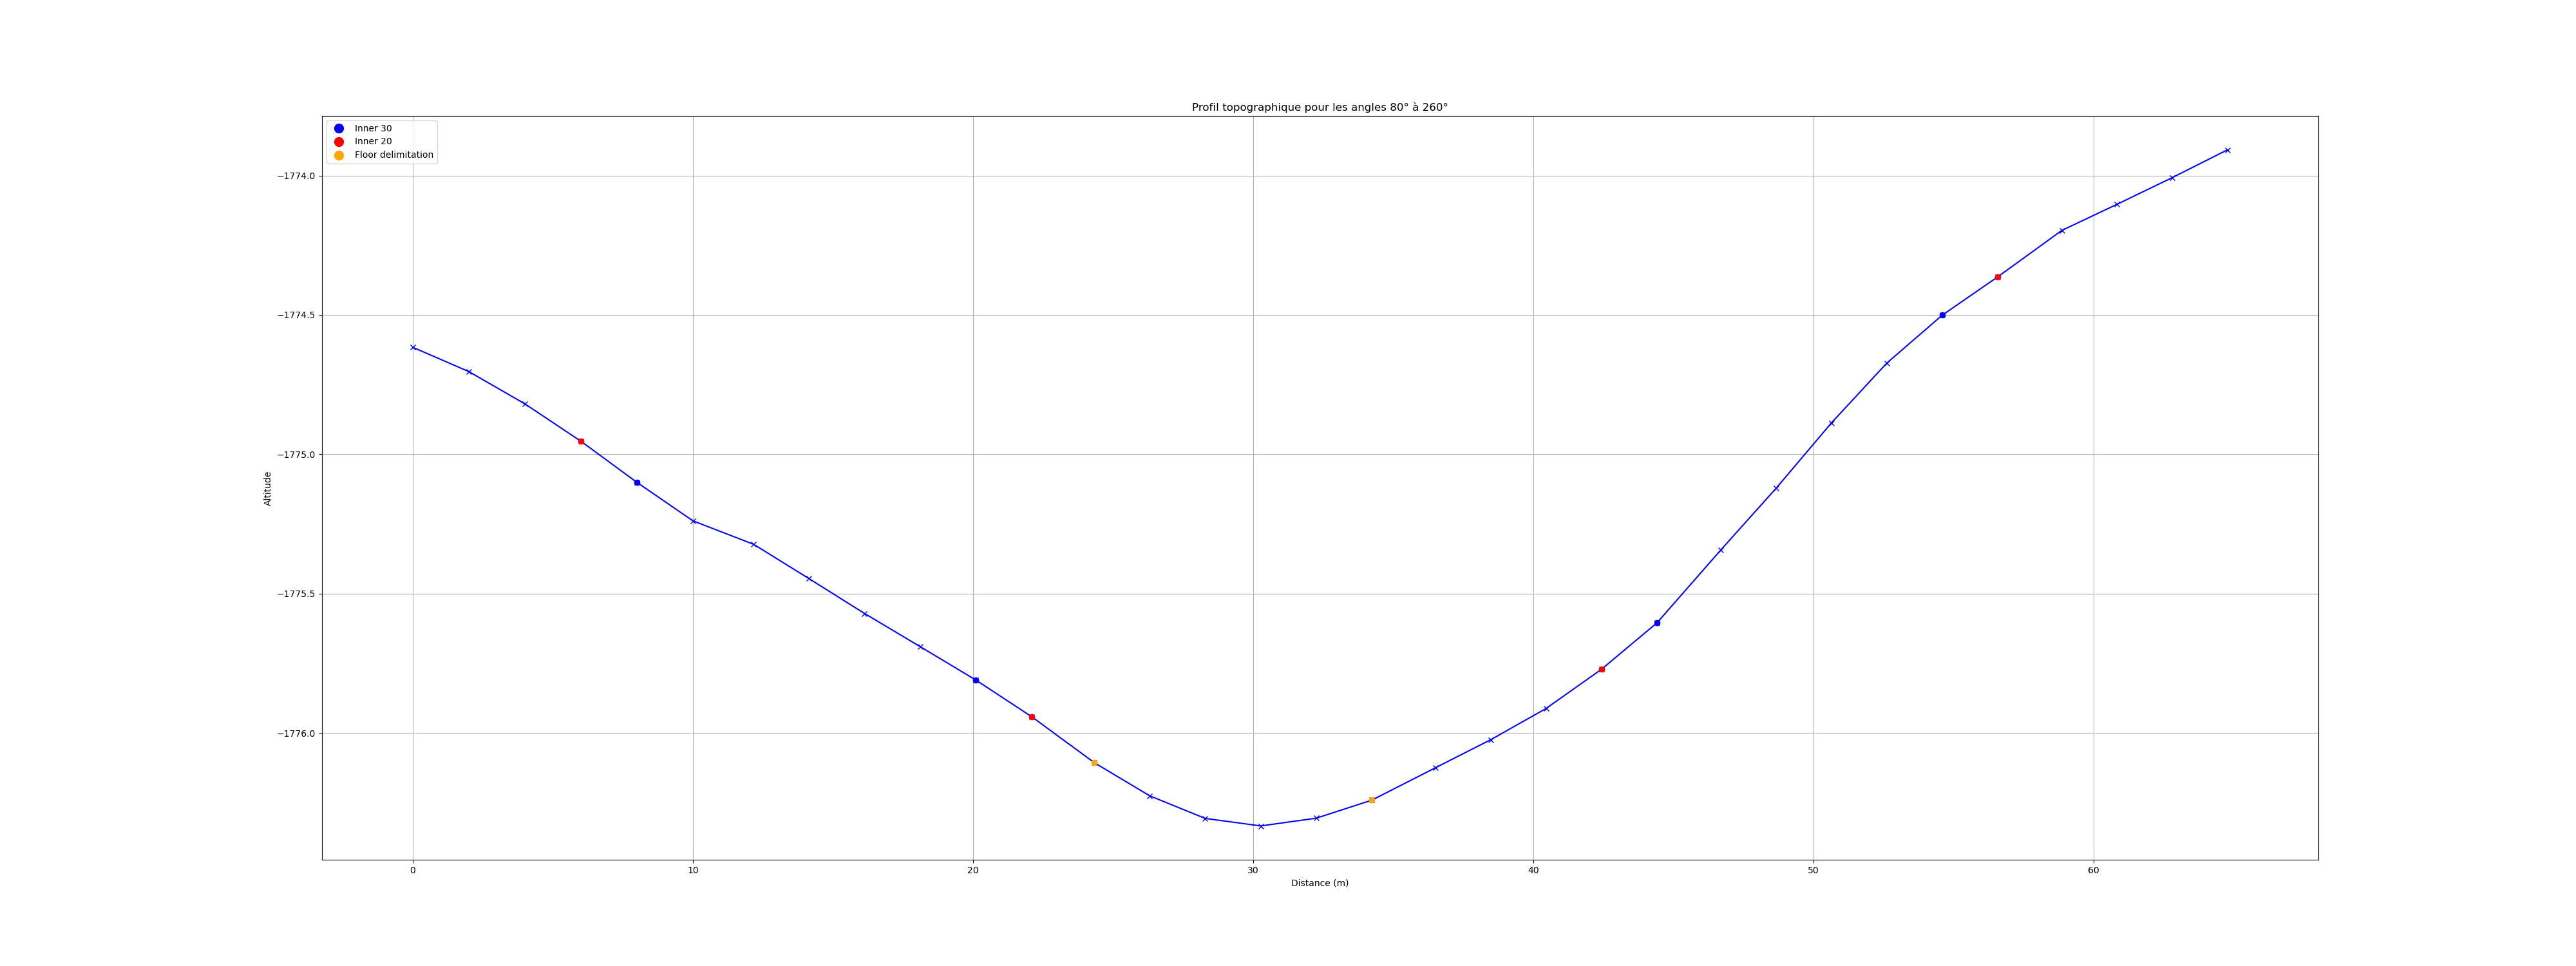 Profil topographique pour les angles 80° à 260°
Inner 30
Inner 20
Floor delimitation
−1774.0
−1774.5
−1775.0
−1775.5
−1776.0
Altitude
0 10 20 30 40 50 60
Distance (m)